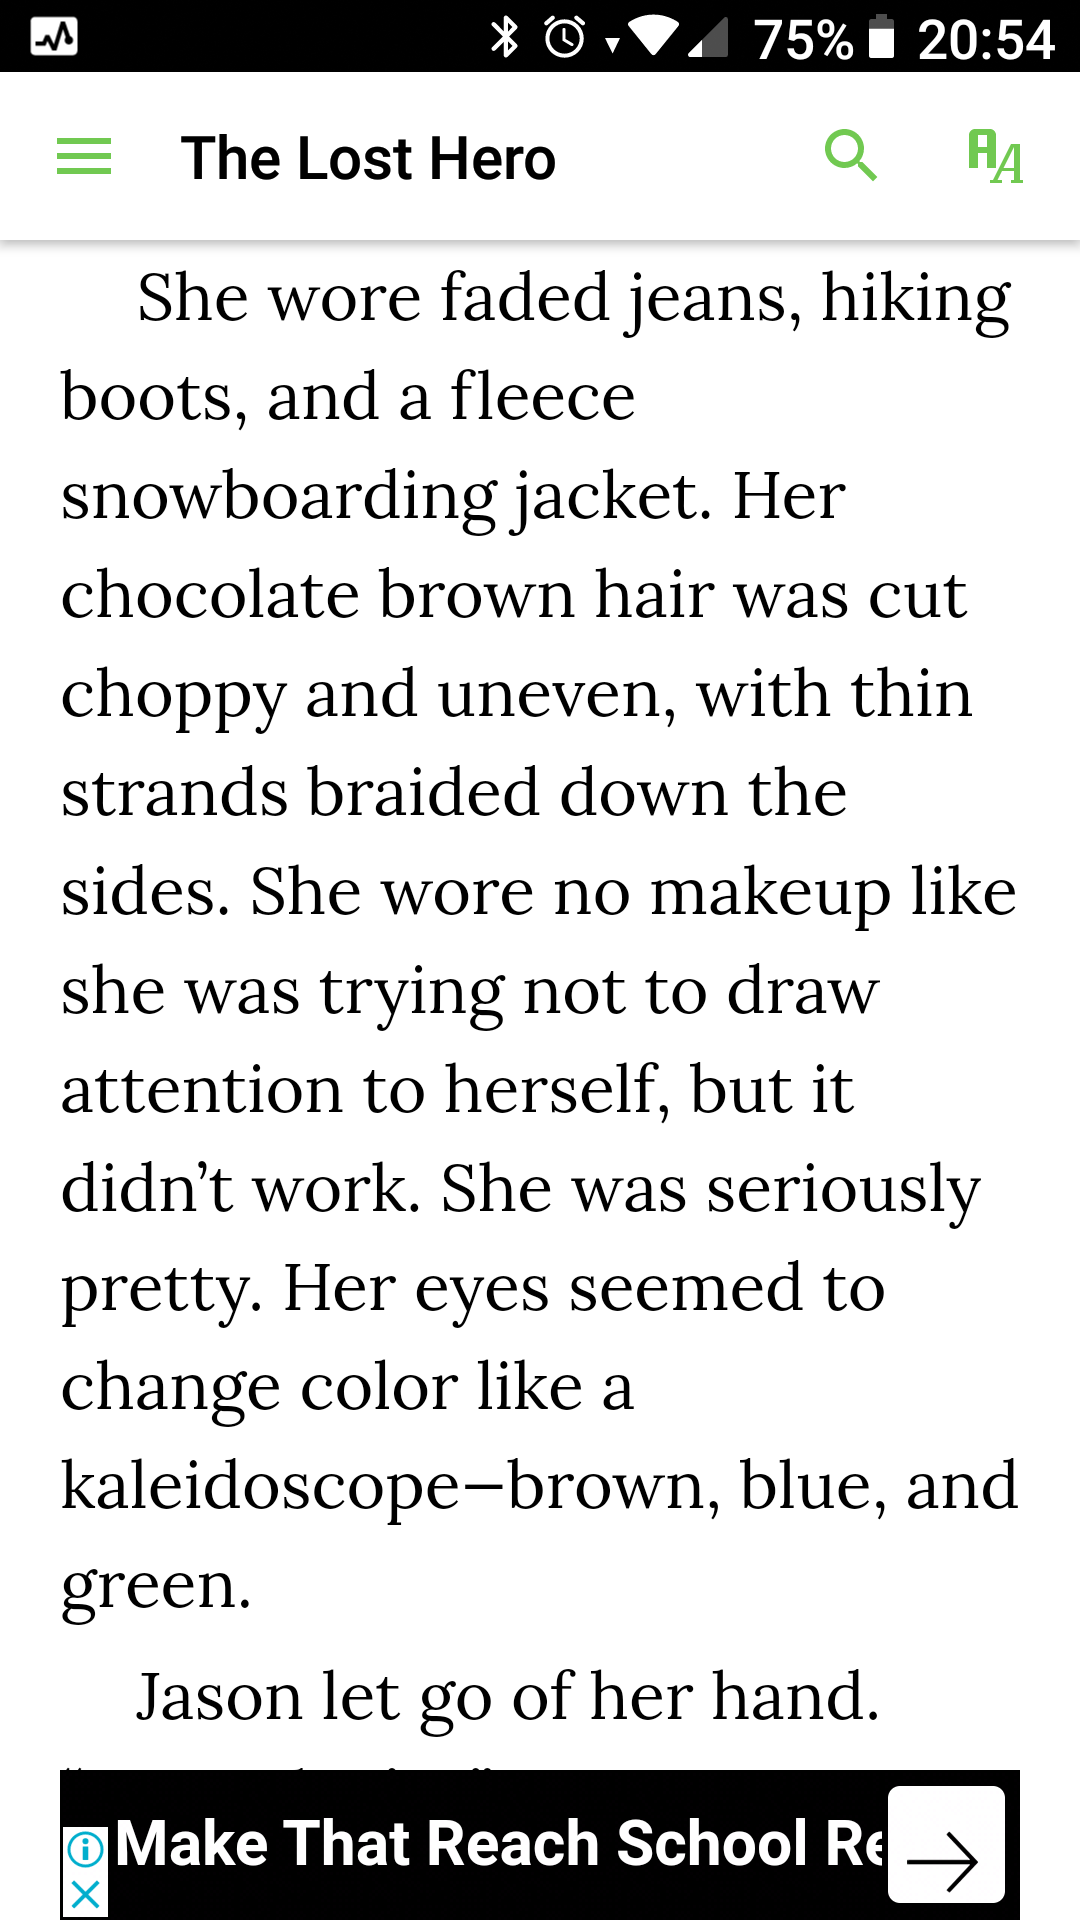 75% 20:54
The Lost Hero
She wore faded jeans, hiking
boots, and a fleece
snowboarding jacket. Her
chocolate brown hair was cut
choppy and uneven, with thin
strands braided down the
sides. She wore no makeup like
she was trying not to draw
attention to herself, but it
didn’t work. She was seriously
pretty. Her eyes seemed to
change color like a
kaleidoscope—brown, blue, and
green.
Jason let go of her hand.
Make That Reach School Re